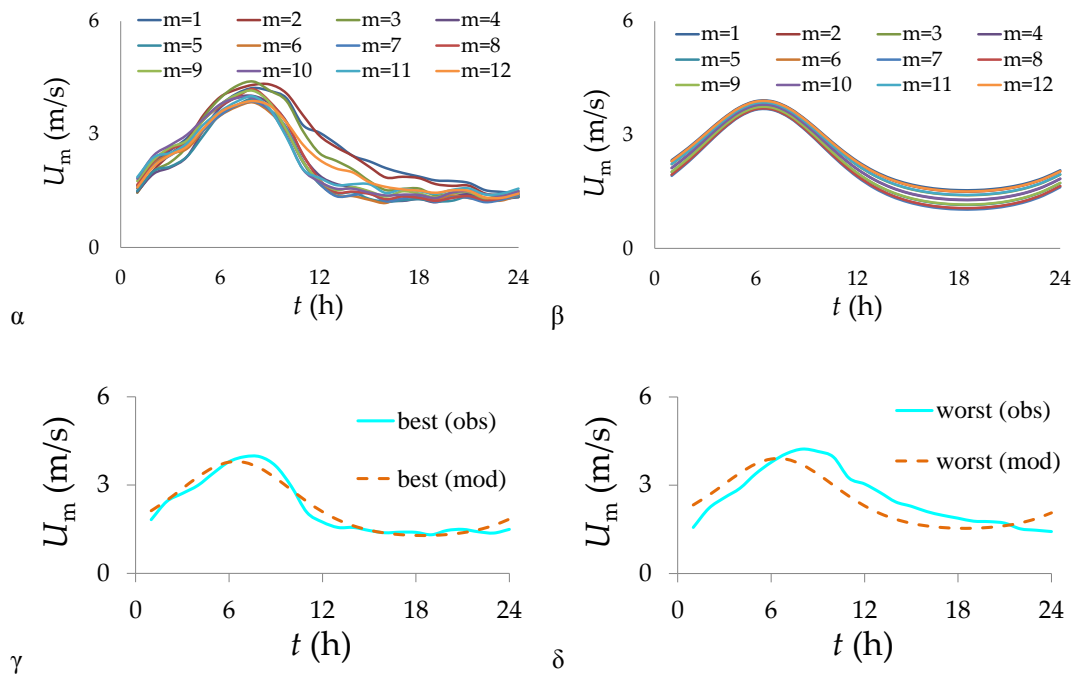 6
m=1 m=2 m=3 m=4
m=5 m=6 m=7 m=8
m=9 m=10 m=11 m=12
U_m (m/s)
3
0
0 6 12 18 24
t (h)
α
6
m=1 m=2 m=3 m=4
m=5 m=6 m=7 m=8
m=9 m=10 m=11 m=12
U_m (m/s)
3
0
0 6 12 18 24
t (h)
β
6
best (obs)
best (mod)
U_m (m/s)
3
0
0 6 12 18 24
t (h)
γ
6
worst (obs)
worst (mod)
U_m (m/s)
3
0
0 6 12 18 24
t (h)
δ